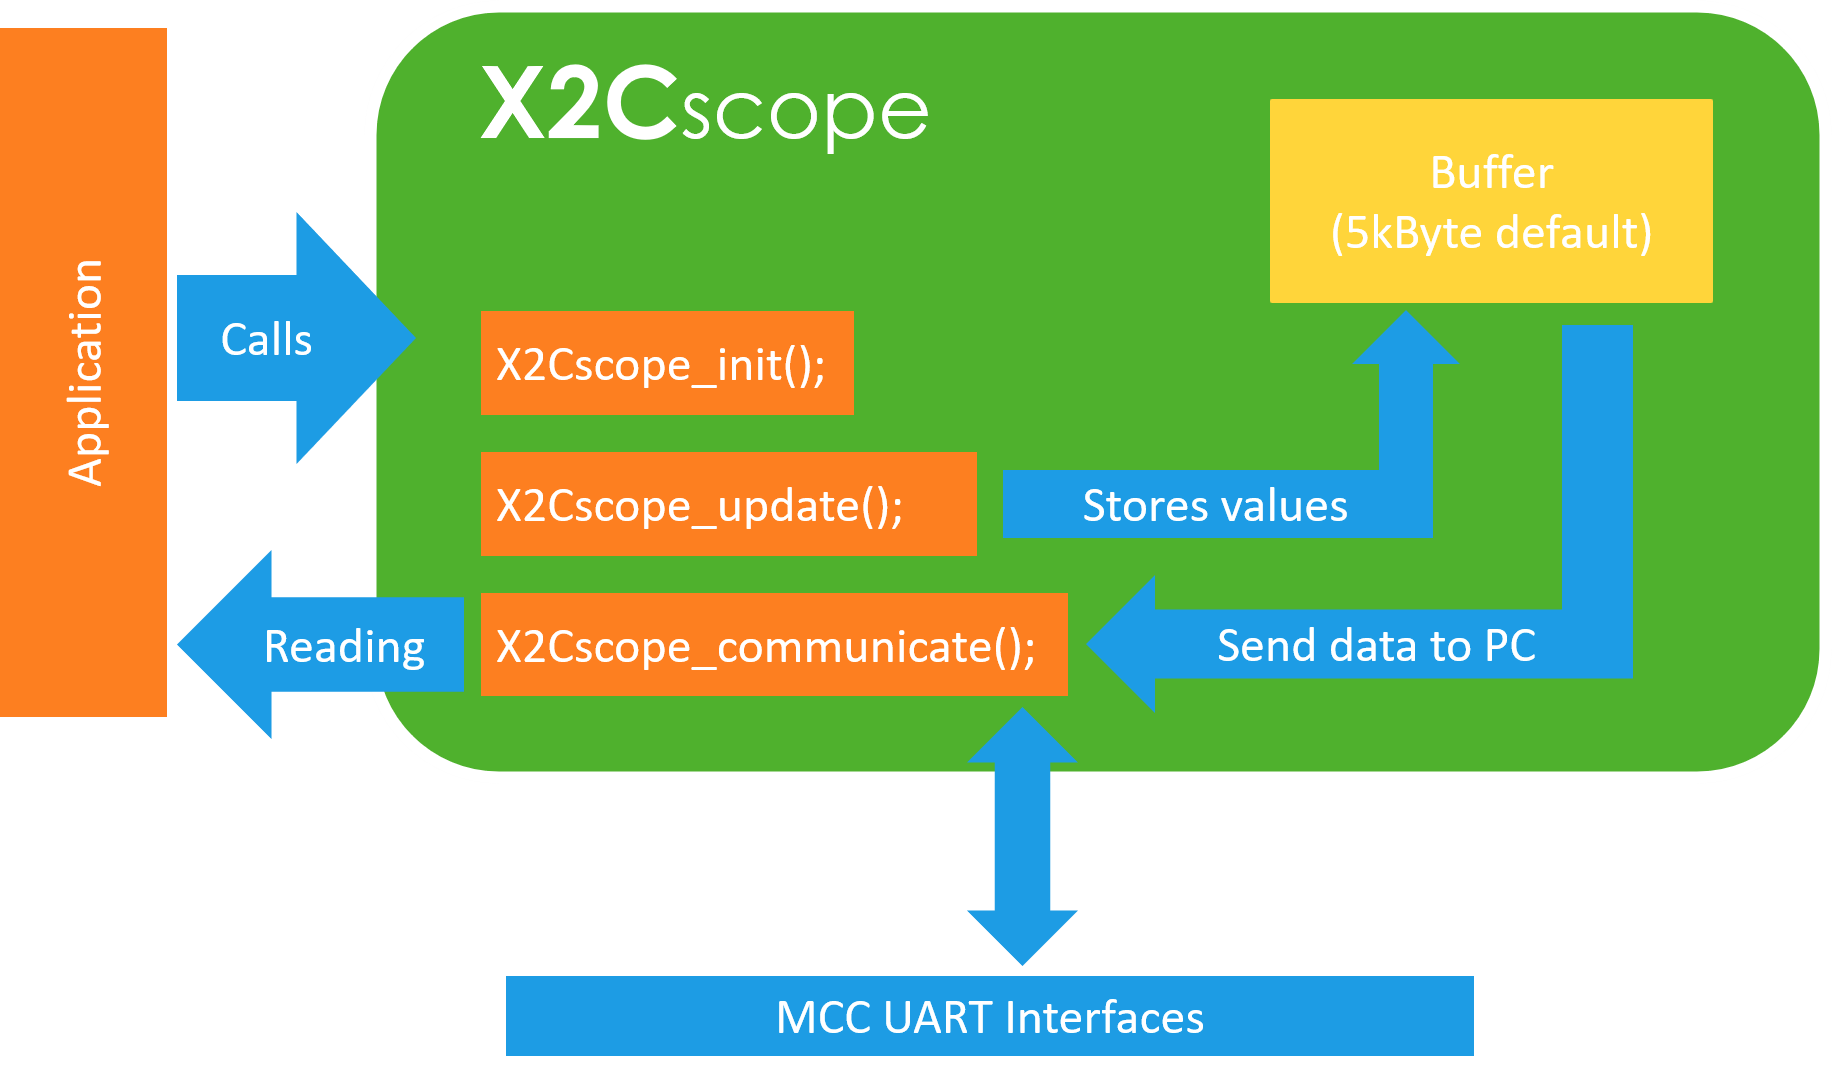 X2Cscope
Buffer
(5kByte default)
Application
Calls
X2Cscope_init();
X2Cscope_update();
Stores values
Reading
X2Cscope_communicate();
Send data to PC
MCC UART Interfaces